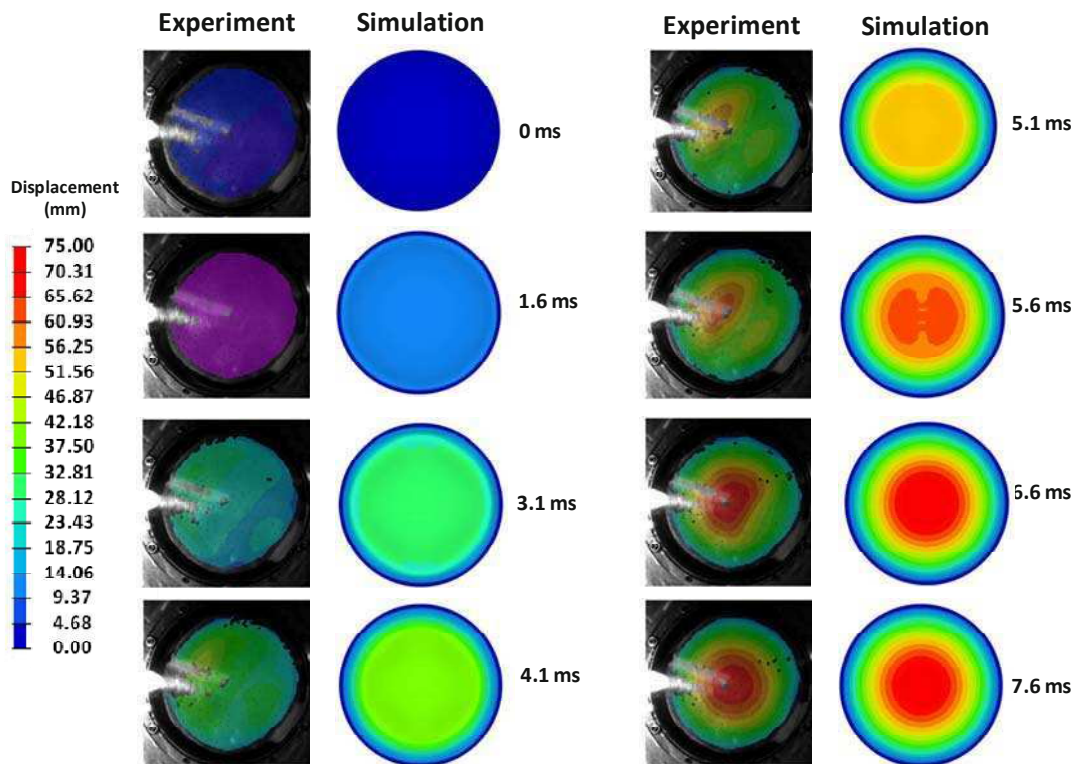 Experiment Simulation
Experiment Simulation
0 ms
5.1 ms
Displacement
(mm)
75.00
70.31
65.62
60.93
56.25
51.56
46.87
42.18
37.50
32.81
28.12
23.43
18.75
14.06
9.37
4.68
0.00
1.6 ms
5.6 ms
3.1 ms
6.6 ms
4.1 ms
7.6 ms